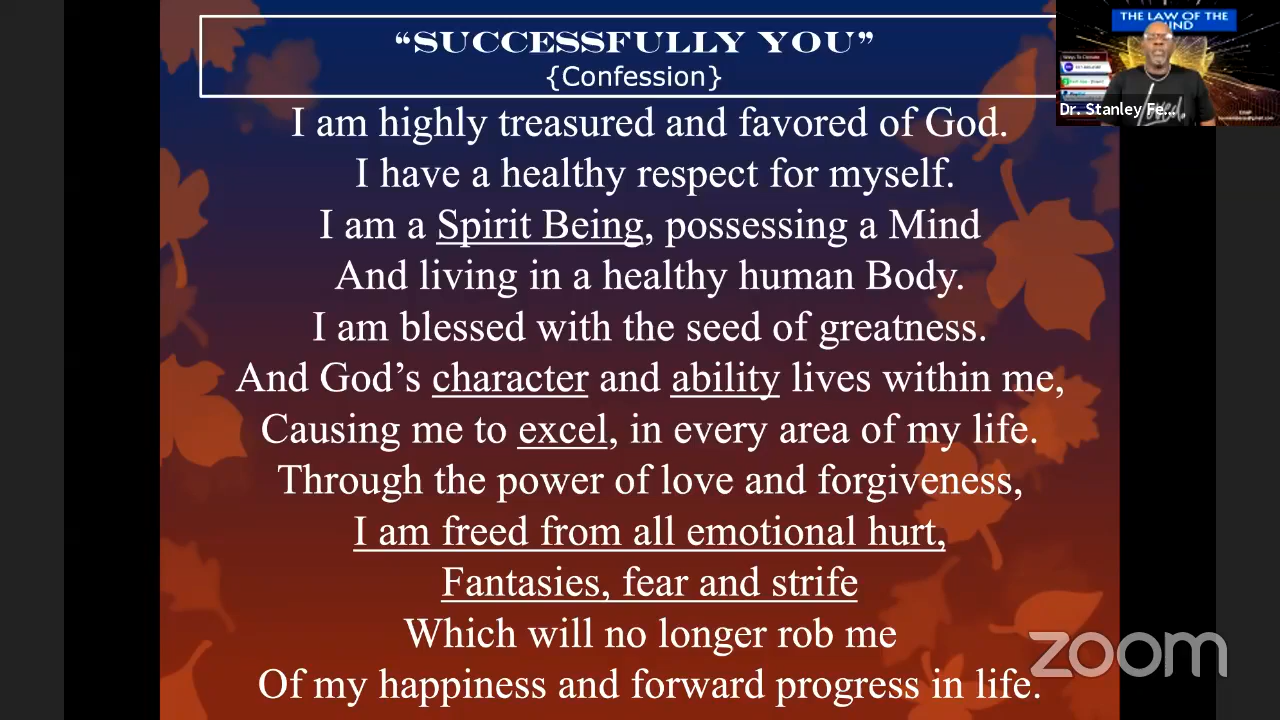 “SUCCESSFULLY YOU”
{Confession}
I am highly treasured and favored of God.
I have a healthy respect for myself.
I am a Spirit Being, possessing a Mind
And living in a healthy human Body.
I am blessed with the seed of greatness.
And God’s character and ability lives within me,
Causing me to excel, in every area of my life.
Through the power of love and forgiveness,
I am freed from all emotional hurt,
Fantasies, fear and strife
Which will no longer rob me
Of my happiness and forward progress in life.
THE LAW OF THE
MIND
Dr. Stanley Fe...
zoom